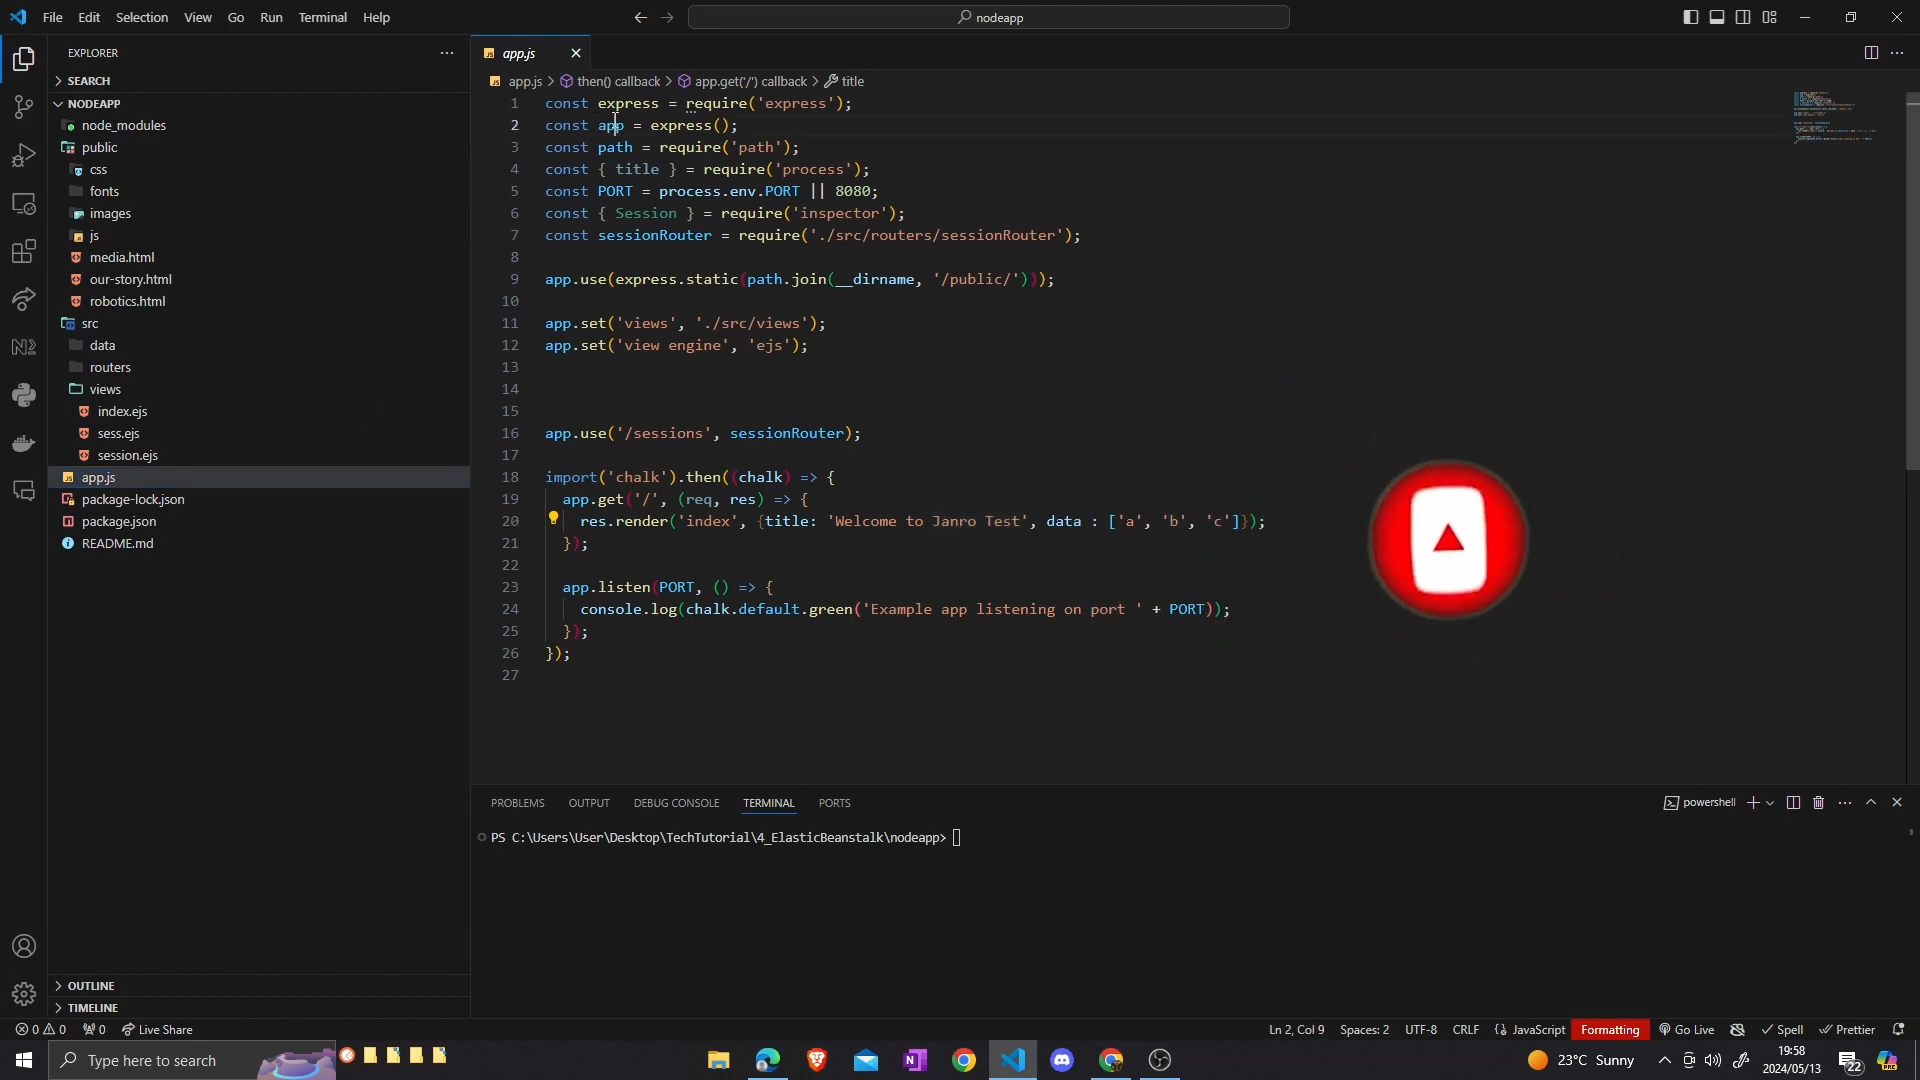 File Edit Selection View Go Run Terminal Help
nodeapp
EXPLORER
SEARCH
NODEAPP
node_modules
public
css
fonts
images
js
media.html
our-story.html
robotics.html
src
data
routers
views
index.ejs
sess.ejs
session.ejs
app.js
package-lock.json
package.json
README.md
OUTLINE
TIMELINE
app.js
app.js > then() callback > app.get('/') callback > title
1 const express = require('express');
2 const app = express();
3 const path = require('path');
4 const { title } = require('process');
5 const PORT = process.env.PORT || 8080;
6 const { Session } = require('inspector');
7 const sessionRouter = require('./src/routers/sessionRouter');
8
9 app.use(express.static(path.join(__dirname, '/public/')));
10
11 app.set('views', './src/views');
12 app.set('view engine', 'ejs');
13
14
15
16 app.use('/sessions', sessionRouter);
17
18 import('chalk').then((chalk) => {
19 app.get('/', (req, res) => {
20 res.render('index', {title: 'Welcome to Janro Test', data : ['a', 'b', 'c']});
21 });
22
23 app.listen(PORT, () => {
24 console.log(chalk.default.green('Example app listening on port ' + PORT));
25 });
26 });
27
PROBLEMS OUTPUT DEBUG CONSOLE TERMINAL PORTS
powershell
PS C:\Users\User\Desktop\TechTutorial\4_ElasticBeanstalk\nodeapp>
0 0 0 Live Share
Ln 2, Col 9 Spaces: 2 UTF-8 CRLF {} JavaScript Formatting Go Live Spell Prettier
Type here to search
23°C Sunny
19:58
2024/05/13
22